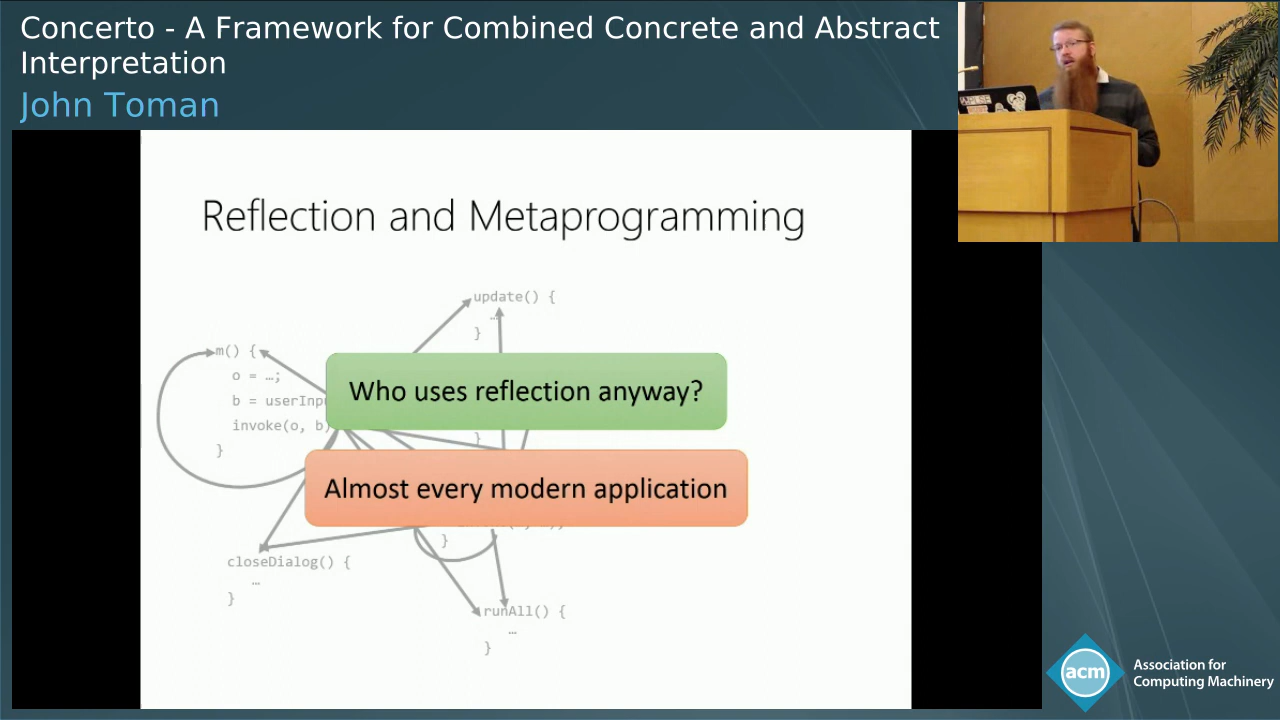 Concerto - A Framework for Combined Concrete and Abstract
Interpretation
John Toman
Reflection and Metaprogramming
update() {
…
}
m() {
o = …;
b = userInpu
invoke(o, b)
}
Who uses reflection anyway?
}
Almost every modern application
}
closeDialog() {
…
}
runAll() {
…
}
acm
Association for
Computing Machinery